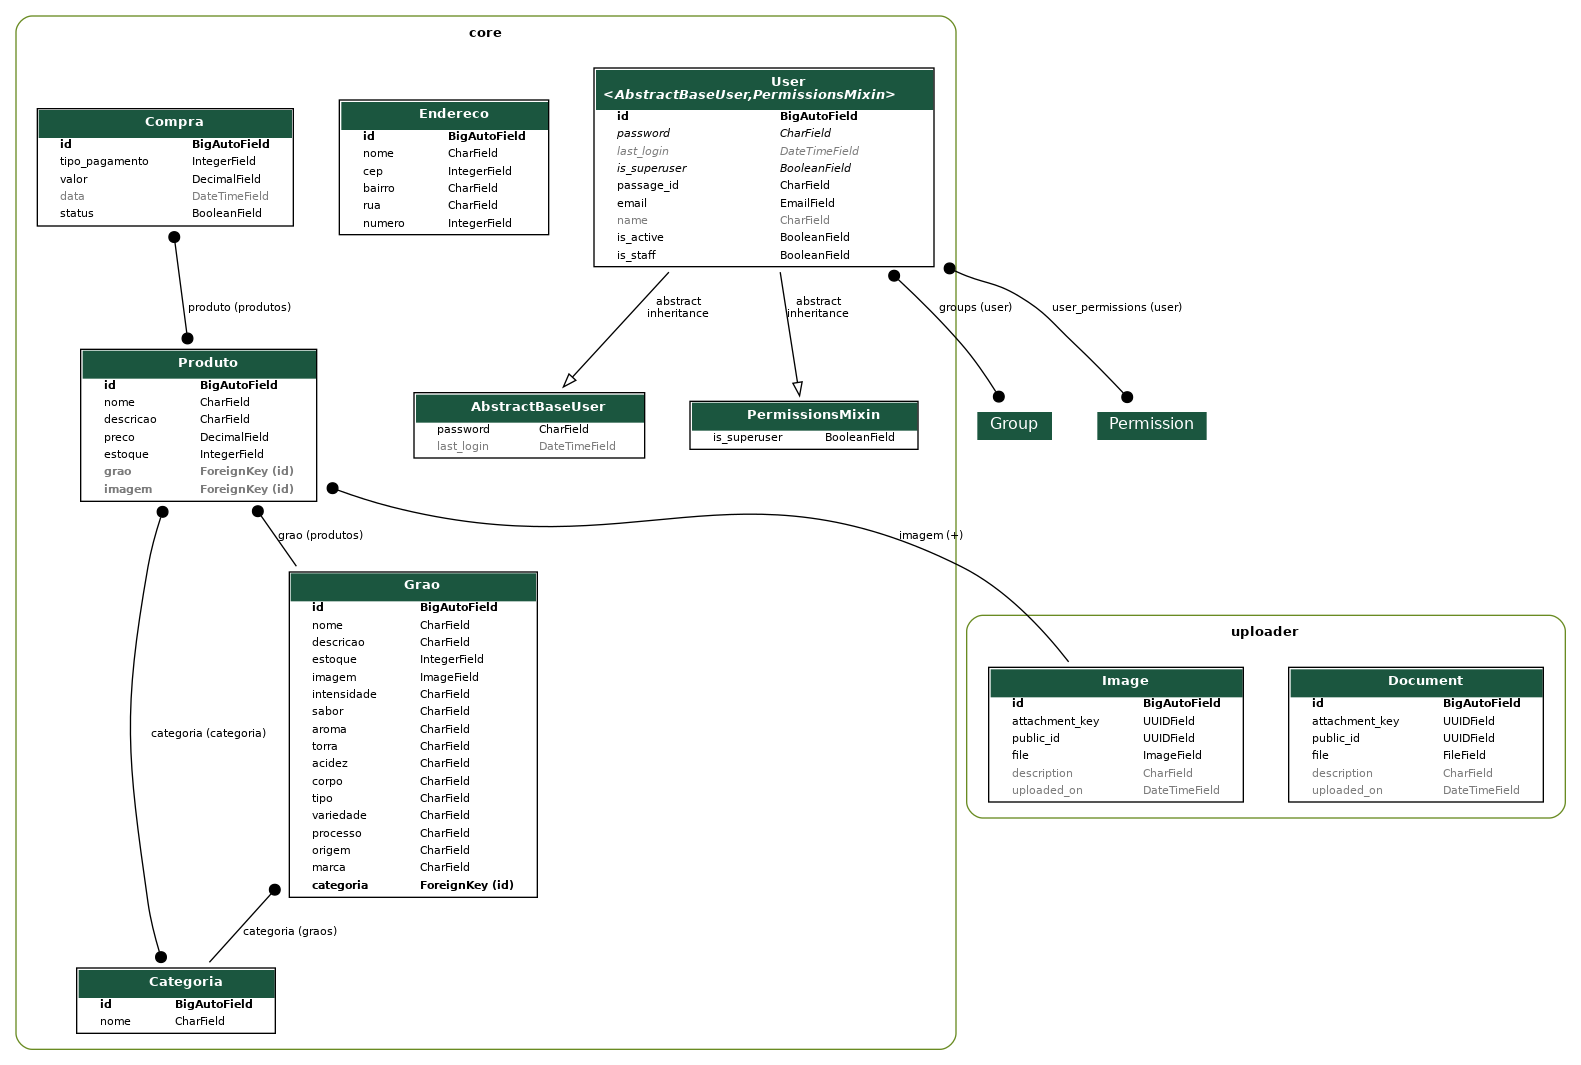 core
Compra
id BigAutoField
tipo_pagamento IntegerField
valor DecimalField
data DateTimeField
status BooleanField
Endereco
id BigAutoField
nome CharField
cep IntegerField
bairro CharField
rua CharField
numero IntegerField
User
<AbstractBaseUser,PermissionsMixin>
id BigAutoField
password CharField
last_login DateTimeField
is_superuser BooleanField
passage_id CharField
email EmailField
name CharField
is_active BooleanField
is_staff BooleanField
produto (produtos)
abstract
inheritance
abstract
inheritance
groups (user)
user_permissions (user)
Produto
id BigAutoField
nome CharField
descricao CharField
preco DecimalField
estoque IntegerField
grao ForeignKey (id)
imagem ForeignKey (id)
AbstractBaseUser
password CharField
last_login DateTimeField
PermissionsMixin
is_superuser BooleanField
Group
Permission
grao (produtos)
imagem (+)
Grao
id BigAutoField
nome CharField
descricao CharField
estoque IntegerField
imagem ImageField
intensidade CharField
sabor CharField
aroma CharField
torra CharField
acidez CharField
corpo CharField
tipo CharField
variedade CharField
processo CharField
origem CharField
marca CharField
categoria ForeignKey (id)
uploader
Image
id BigAutoField
attachment_key UUIDField
public_id UUIDField
file ImageField
description CharField
uploaded_on DateTimeField
Document
id BigAutoField
attachment_key UUIDField
public_id UUIDField
file FileField
description CharField
uploaded_on DateTimeField
categoria (categoria)
categoria (graos)
Categoria
id BigAutoField
nome CharField